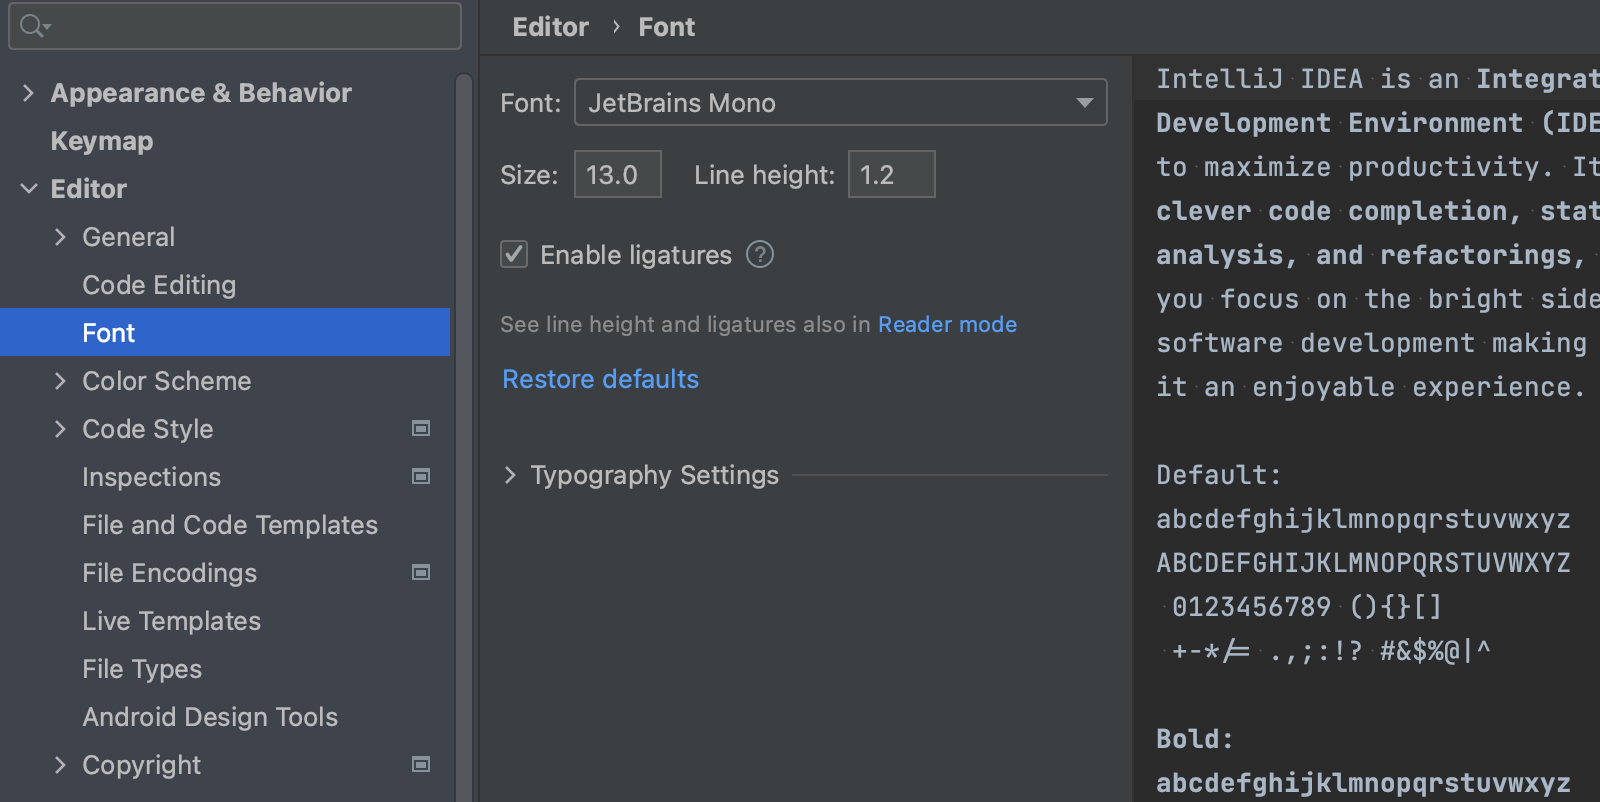 Appearance & Behavior
Keymap
Editor
General
Code Editing
Font
Color Scheme
Code Style
Inspections
File and Code Templates
File Encodings
Live Templates
File Types
Android Design Tools
Copyright
Editor › Font
Font: JetBrains Mono
Size: 13.0 Line height: 1.2
Enable ligatures ?
See line height and ligatures also in Reader mode
Restore defaults
Typography Settings
IntelliJ IDEA is an Integrat
Development Environment (IDE
to maximize productivity. It
clever code completion, stat
analysis, and refactorings,
you focus on the bright side
software development making
it an enjoyable experience.
Default:
abcdefghijklmnopqrstuvwxyz
ABCDEFGHIJKLMNOPQRSTUVWXYZ
0123456789 (){}[]
+-*/= .,;:!? #&$%@|^
Bold:
abcdefghijklmnopqrstuvwxyz